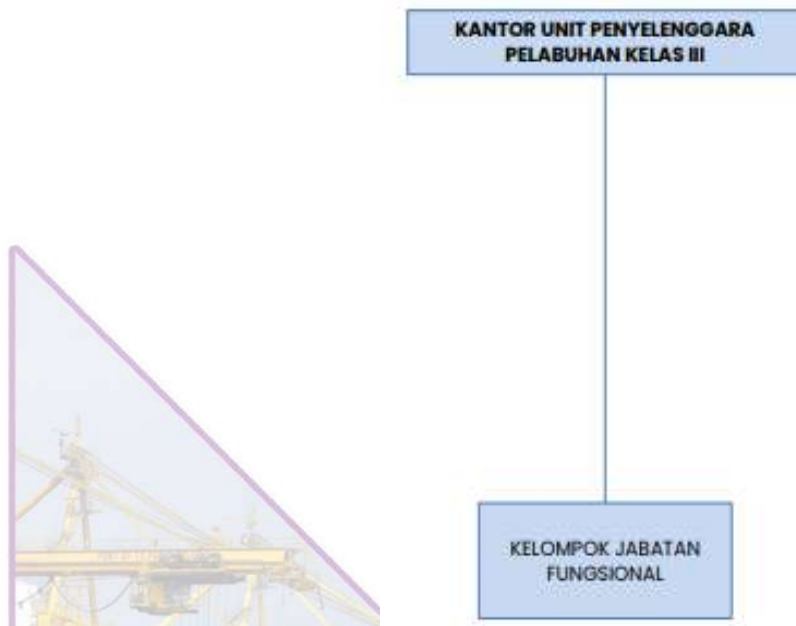 KANTOR UNIT PENYELENGGARA
PELABUHAN KELAS III
KELOMPOK JABATAN
FUNGSIONAL